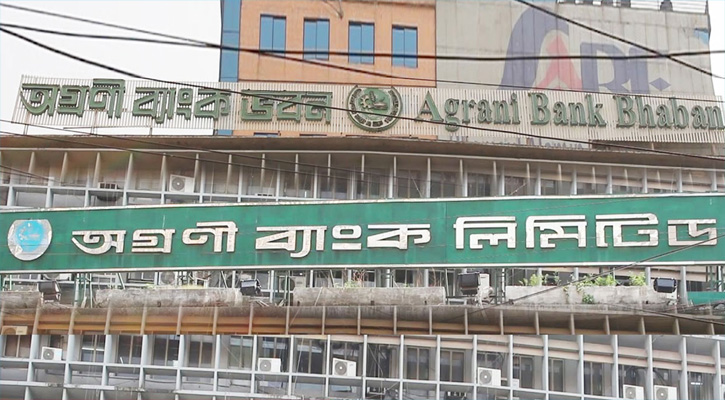 অগ্রণী ব্যাংক ভবন Agrani Bank Bhaban
অগ্রণী ব্যাংক লিমিটেড